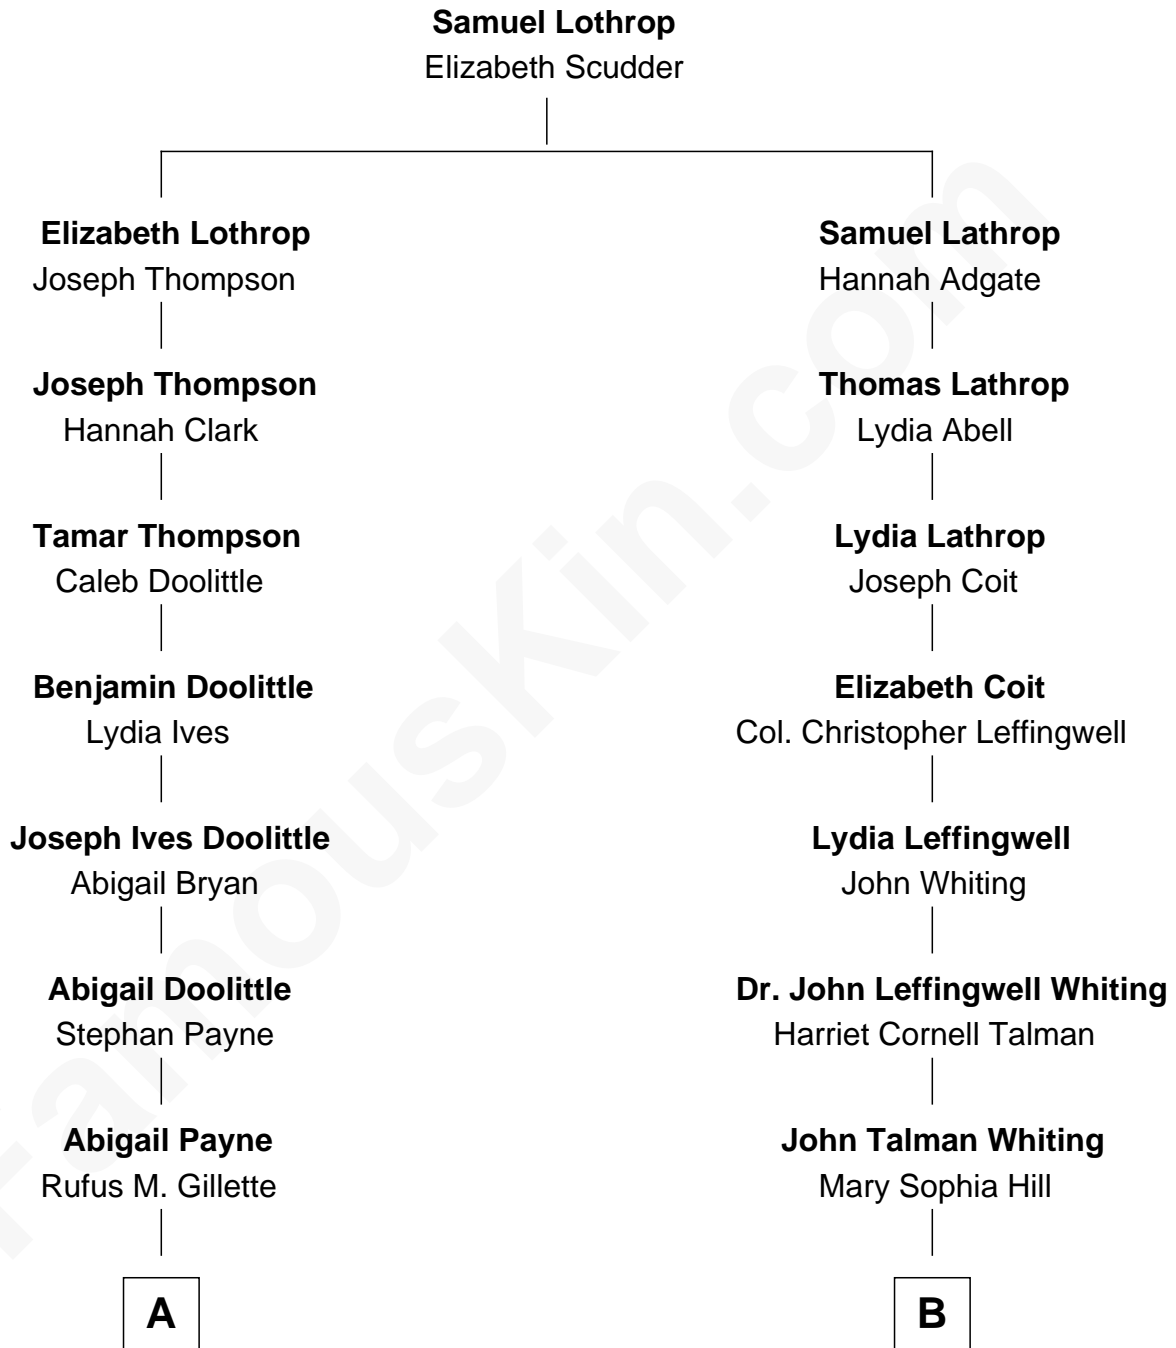 Samuel Lothrop
Elizabeth Scudder
Elizabeth Lothrop
Joseph Thompson
Samuel Lathrop
Hannah Adgate
Joseph Thompson
Hannah Clark
Thomas Lathrop
Lydia Abell
Tamar Thompson
Caleb Doolittle
Lydia Lathrop
Joseph Coit
Benjamin Doolittle
Lydia Ives
Elizabeth Coit
Col. Christopher Leffingwell
Joseph Ives Doolittle
Abigail Bryan
Lydia Leffingwell
John Whiting
Abigail Doolittle
Stephan Payne
Dr. John Leffingwell Whiting
Harriet Cornell Talman
Abigail Payne
Rufus M. Gillette
John Talman Whiting
Mary Sophia Hill
A
B
FamousKin.com